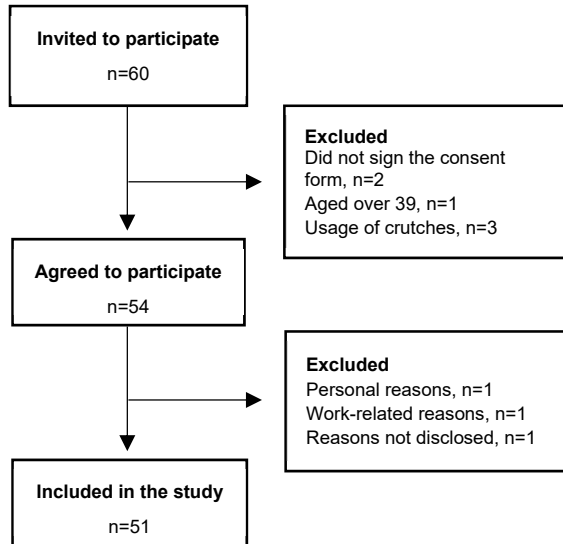 Invited to participate
n=60
Excluded
Did not sign the consent
form, n=2
Aged over 39, n=1
Usage of crutches, n=3
Agreed to participate
n=54
Excluded
Personal reasons, n=1
Work-related reasons, n=1
Reasons not disclosed, n=1
Included in the study
n=51